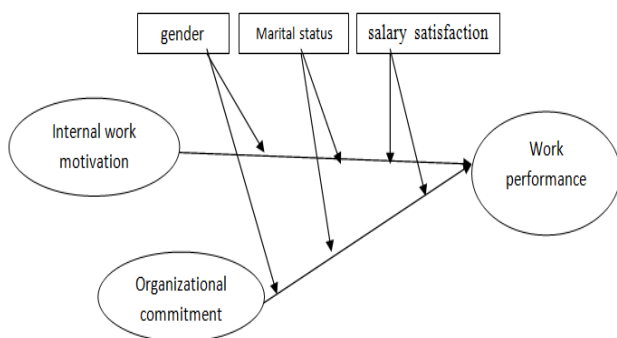 gender
Marital status
salary satisfaction
Internal work
motivation
Work
performance
Organizational
commitment